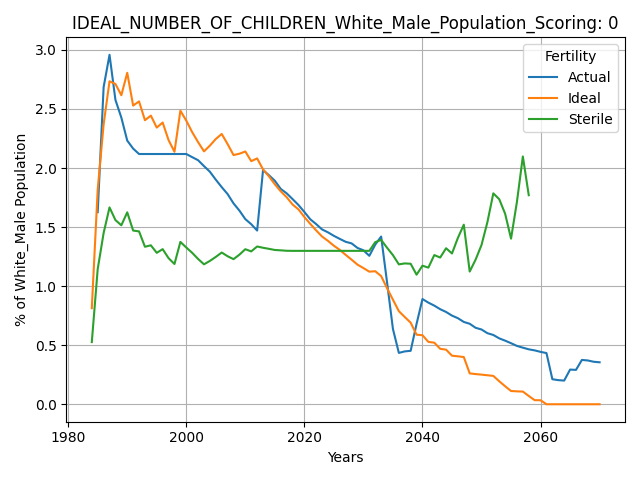 IDEAL_NUMBER_OF_CHILDREN_White_Male_Population_Scoring: 0
% of White_Male Population
3.0
2.5
2.0
1.5
1.0
0.5
0.0
Fertility
Actual
Ideal
Sterile
1980
2000
2020
2040
2060
Years